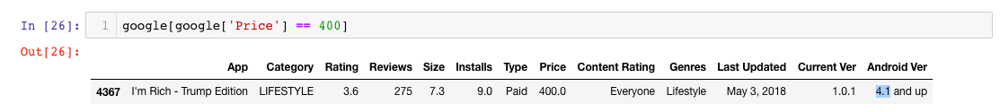 In [26]: 1 google[google['Price'] == 400]
Out[26]:
App Category Rating Reviews Size Installs Type Price Content Rating Genres Last Updated Current Ver Android Ver
4367 I'm Rich - Trump Edition LIFESTYLE 3.6 275 7.3 9.0 Paid 400.0 Everyone Lifestyle May 3, 2018 1.0.1 4.1 and up